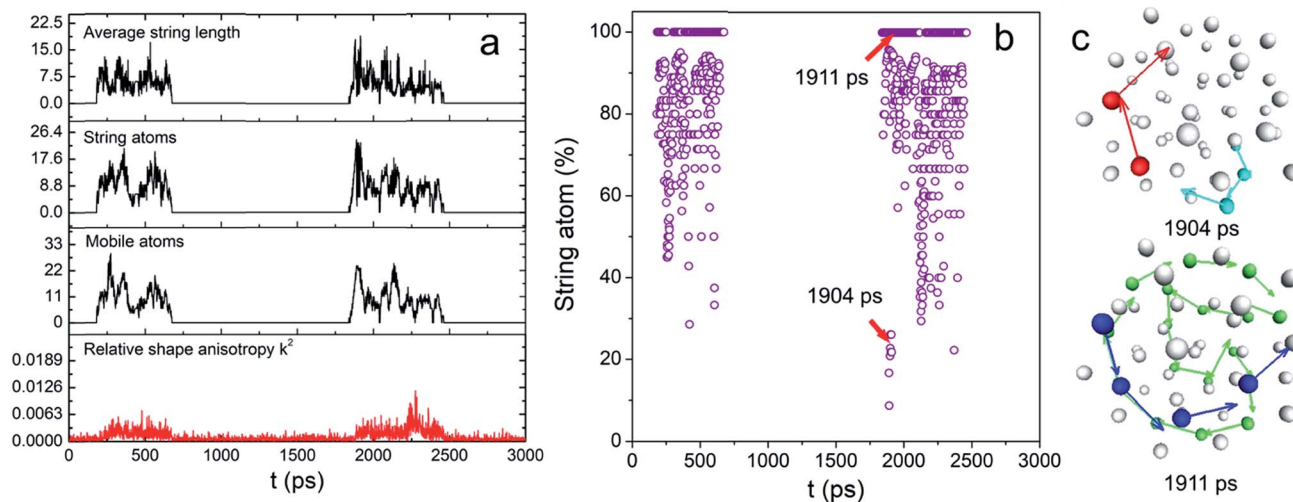 a
Average string length
22.5
15.0
7.5
0.0
String atoms
26.4
17.6
8.8
0.0
Mobile atoms
33
22
11
0
Relative shape anisotropy k²
0.0189
0.0126
0.0063
0.0000
0 500 1000 1500 2000 2500 3000
t (ps)
b
String atom (%)
100
80
60
40
20
0
1911 ps
1904 ps
0 500 1000 1500 2000 2500 3000
t (ps)
c
1904 ps
1911 ps